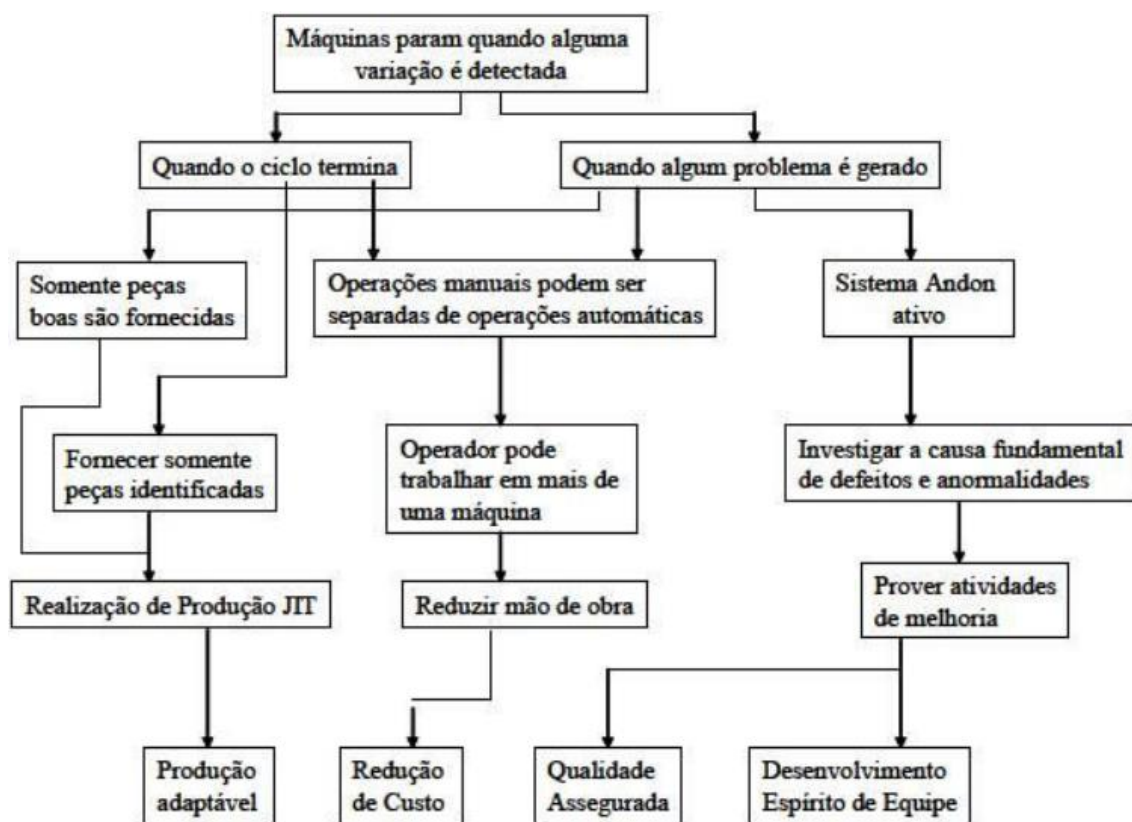 Máquinas param quando alguma
variação é detectada
Quando o ciclo termina
Quando algum problema é gerado
Somente peças
boas são fornecidas
Operações manuais podem ser
separadas de operações automáticas
Sistema Andon
ativo
Fornecer somente
peças identificadas
Operador pode
trabalhar em mais de
uma máquina
Investigar a causa fundamental
de defeitos e anormalidades
Realização de Produção JIT
Reduzir mão de obra
Prover atividades
de melhoria
Produção
adaptável
Redução
de Custo
Qualidade
Assegurada
Desenvolvimento
Espírito de Equipe